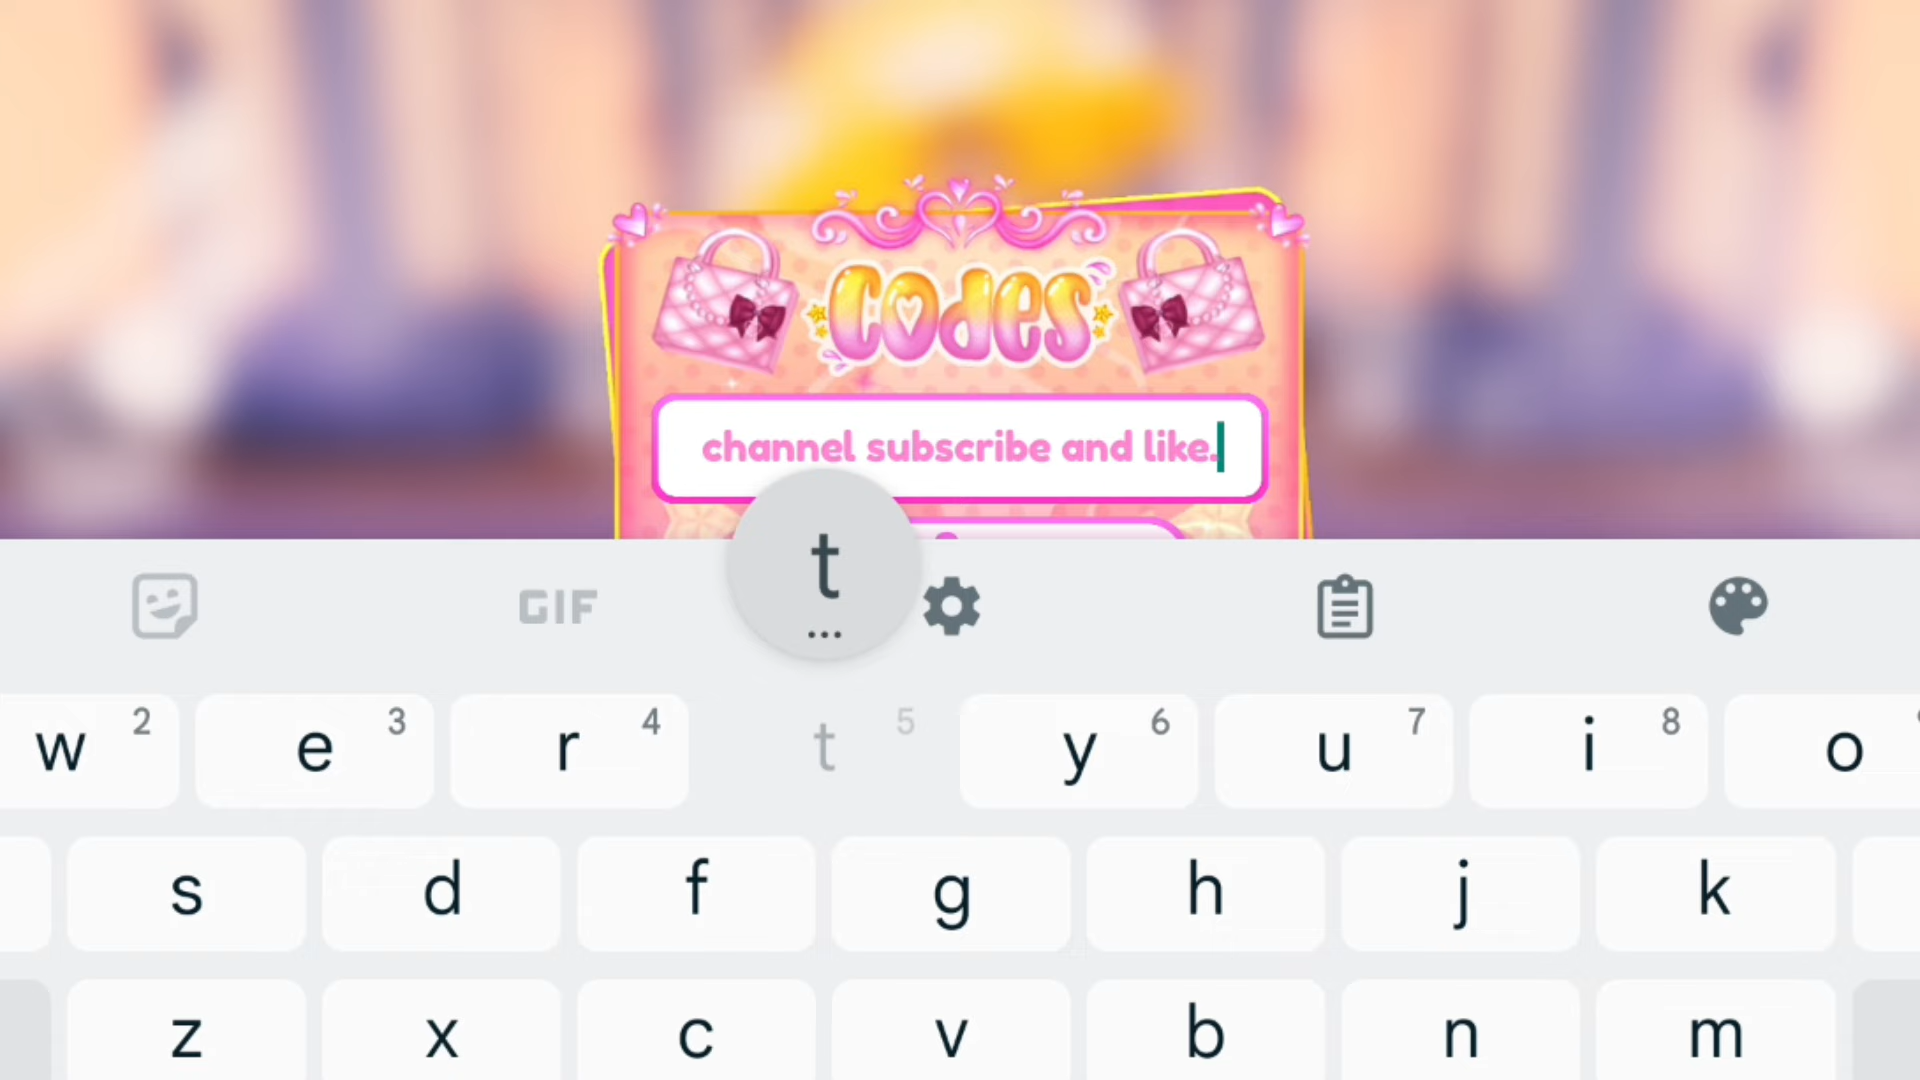 Codes
channel subscribe and like.
t
...
GIF
w 2 e 3 r 4 t 5 y 6 u 7 i 8 o
s d f g h j k
z x c v b n m